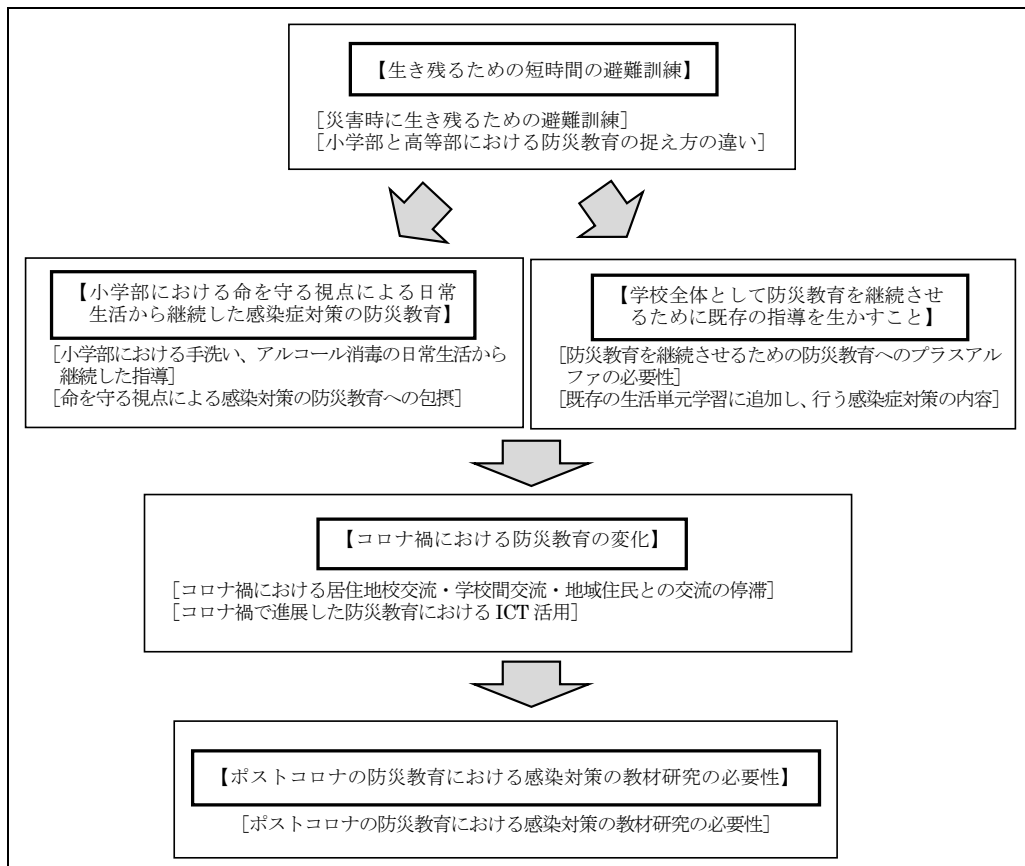 【生き残るための短時間の避難訓練】
[災害時に生き残るための避難訓練]
[小学部と高等部における防災教育の捉え方の違い]
【小学部における命を守る視点による日常
生活から継続した感染症対策の防災教育】
[小学部における手洗い、アルコール消毒の日常生活から
継続した指導]
[命を守る視点による感染対策の防災教育への包摂]
【学校全体として防災教育を継続させ
るために既存の指導を生かすこと】
[防災教育を継続させるための防災教育へのプラスアル
ファの必要性]
[既存の生活単元学習に追加し、行う感染症対策の内容]
【コロナ禍における防災教育の変化】
[コロナ禍における居住地校交流・学校間交流・地域住民との交流の停滞]
[コロナ禍で進展した防災教育における ICT 活用]
【ポストコロナの防災教育における感染対策の教材研究の必要性】
[ポストコロナの防災教育における感染対策の教材研究の必要性]